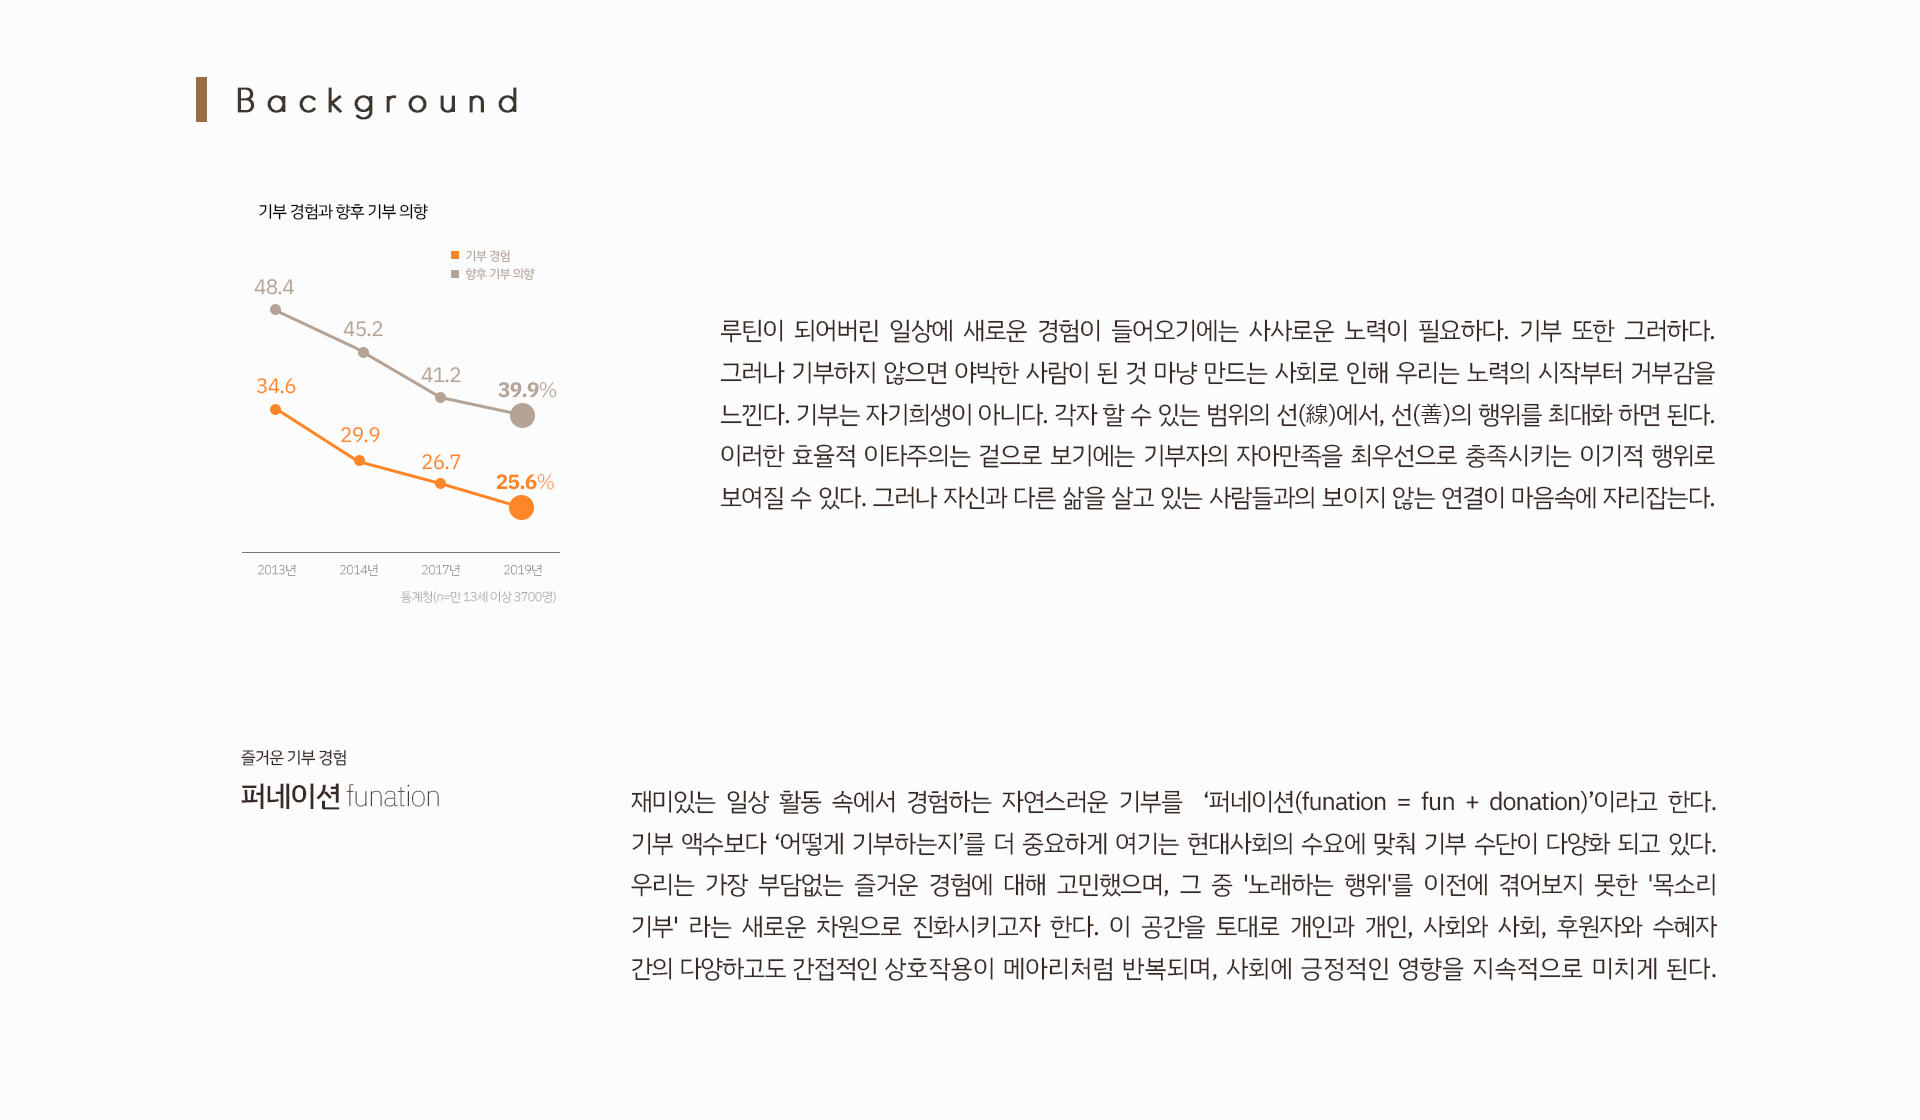 Background
기부 경험과 향후 기부 의향
기부 경험
향후 기부 의향
48.4
45.2
41.2
39.9%
34.6
29.9
26.7
25.6%
2013년 2014년 2017년 2019년
통계청(n=만 13세 이상 3700명)
루틴이 되어버린 일상에 새로운 경험이 들어오기에는 사사로운 노력이 필요하다. 기부 또한 그러하다.
그러나 기부하지 않으면 야박한 사람이 된 것 마냥 만드는 사회로 인해 우리는 노력의 시작부터 거부감을
느낀다. 기부는 자기희생이 아니다. 각자 할 수 있는 범위의 선(線)에서, 선(善)의 행위를 최대화 하면 된다.
이러한 효율적 이타주의는 겉으로 보기에는 기부자의 자아만족을 최우선으로 충족시키는 이기적 행위로
보여질 수 있다. 그러나 자신과 다른 삶을 살고 있는 사람들과의 보이지 않는 연결이 마음속에 자리잡는다.
즐거운 기부 경험
퍼네이션 funation
재미있는 일상 활동 속에서 경험하는 자연스러운 기부를 ‘퍼네이션(funation = fun + donation)’이라고 한다.
기부 액수보다 ‘어떻게 기부하는지’를 더 중요하게 여기는 현대사회의 수요에 맞춰 기부 수단이 다양화 되고 있다.
우리는 가장 부담없는 즐거운 경험에 대해 고민했으며, 그 중 '노래하는 행위'를 이전에 겪어보지 못한 '목소리
기부' 라는 새로운 차원으로 진화시키고자 한다. 이 공간을 토대로 개인과 개인, 사회와 사회, 후원자와 수혜자
간의 다양하고도 간접적인 상호작용이 메아리처럼 반복되며, 사회에 긍정적인 영향을 지속적으로 미치게 된다.